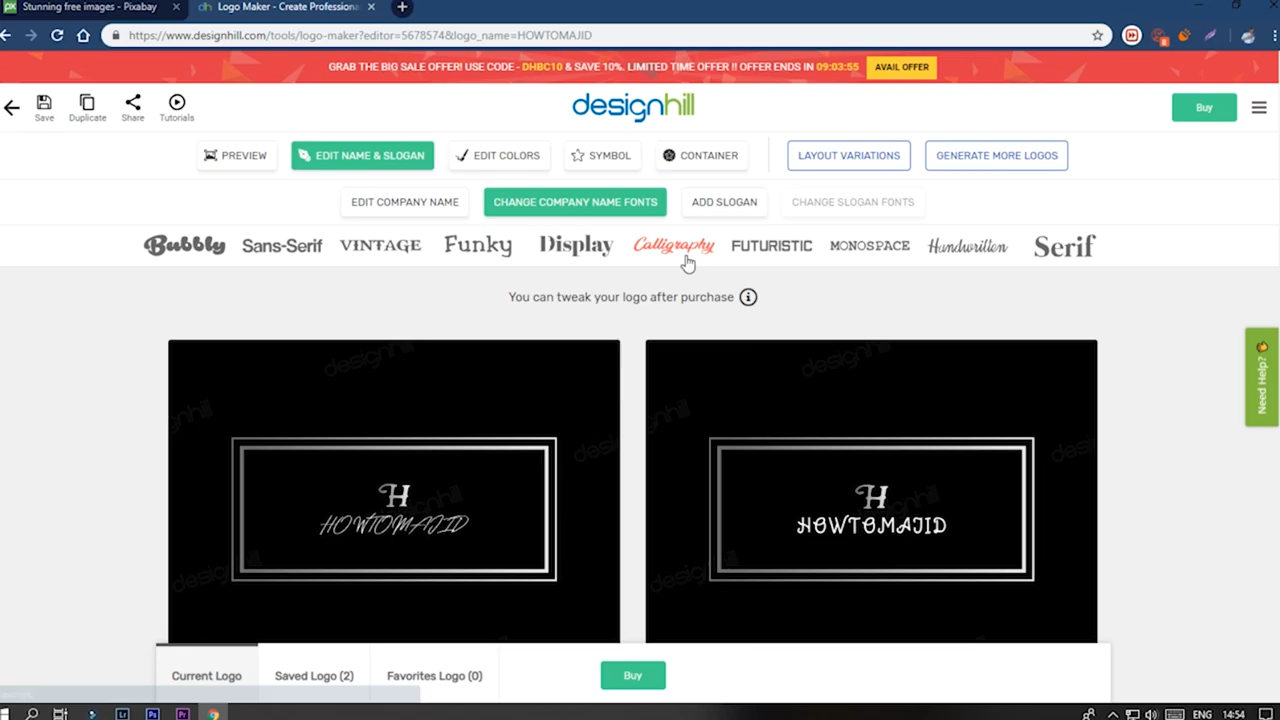 Stunning free images - Pixabay
Logo Maker - Create Professiona
https://www.designhill.com/tools/logo-maker?editor=5678574&logo_name=HOWTOMAJID
GRAB THE BIG SALE OFFER! USE CODE - DHBC10 & SAVE 10%. LIMITED TIME OFFER !! OFFER ENDS IN 09:03:55 AVAIL OFFER
Save Duplicate Share Tutorials
designhill
Buy
PREVIEW EDIT NAME & SLOGAN EDIT COLORS SYMBOL CONTAINER LAYOUT VARIATIONS GENERATE MORE LOGOS
EDIT COMPANY NAME CHANGE COMPANY NAME FONTS ADD SLOGAN CHANGE SLOGAN FONTS
Bubbly Sans-Serif VINTAGE Funky Display Calligraphy FUTURISTIC MONOSPACE Handwritten Serif
You can tweak your logo after purchase
designhill
designhill
H
HOWTOMAJID
H
HOWTOMAJID
Need Help?
Current Logo Saved Logo (2) Favorites Logo (0) Buy
Lr Ps Pr
ENG 14:54